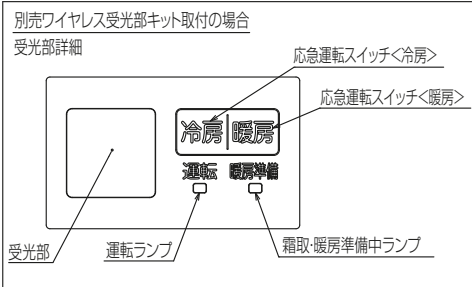 別売ワイヤレス受光部キット取付の場合
受光部詳細
応急運転スイッチ<冷房>
応急運転スイッチ<暖房>
冷房 暖房
運転 暖房準備
受光部
運転ランプ
霜取･暖房準備中ランプ